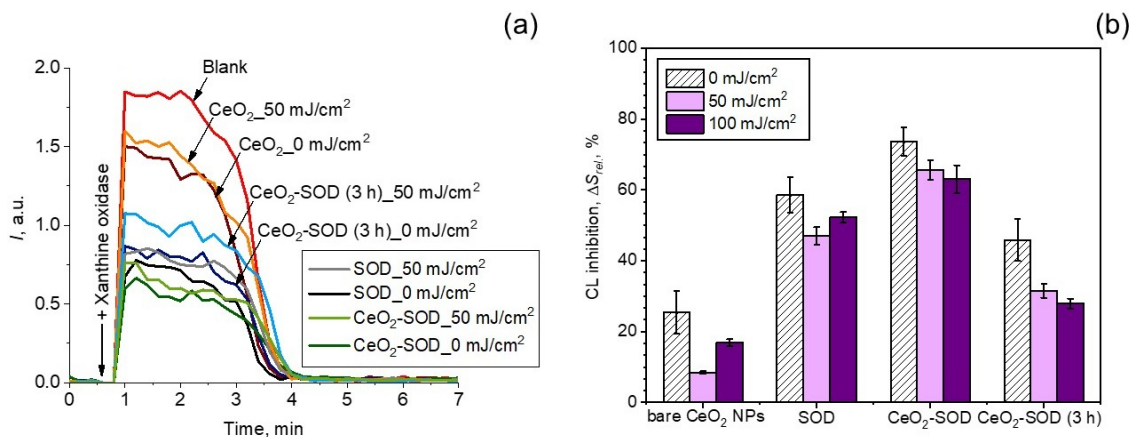 (a)
2.0
1.5
1.0
0.5
0.0
I, a.u.
Blank
CeO₂_50 mJ/cm²
CeO₂_0 mJ/cm²
CeO₂-SOD (3 h)_50 mJ/cm²
CeO₂-SOD (3 h)_0 mJ/cm²
+ Xanthine oxidase
SOD_50 mJ/cm²
SOD_0 mJ/cm²
CeO₂-SOD_50 mJ/cm²
CeO₂-SOD_0 mJ/cm²
0 1 2 3 4 5 6 7
Time, min
(b)
100
80
60
40
20
0
CL inhibition, ΔS_rel, %
0 mJ/cm²
50 mJ/cm²
100 mJ/cm²
bare CeO₂ NPs SOD CeO₂-SOD CeO₂-SOD (3 h)